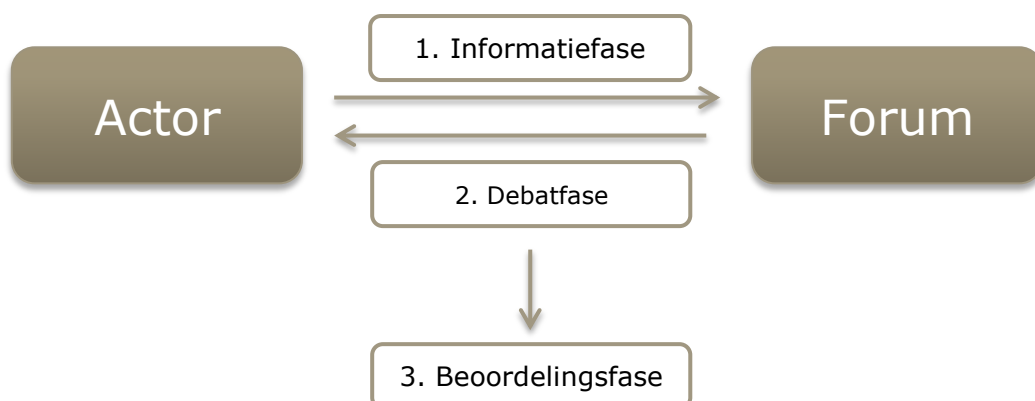 1. Informatiefase
Actor
Forum
2. Debatfase
3. Beoordelingsfase